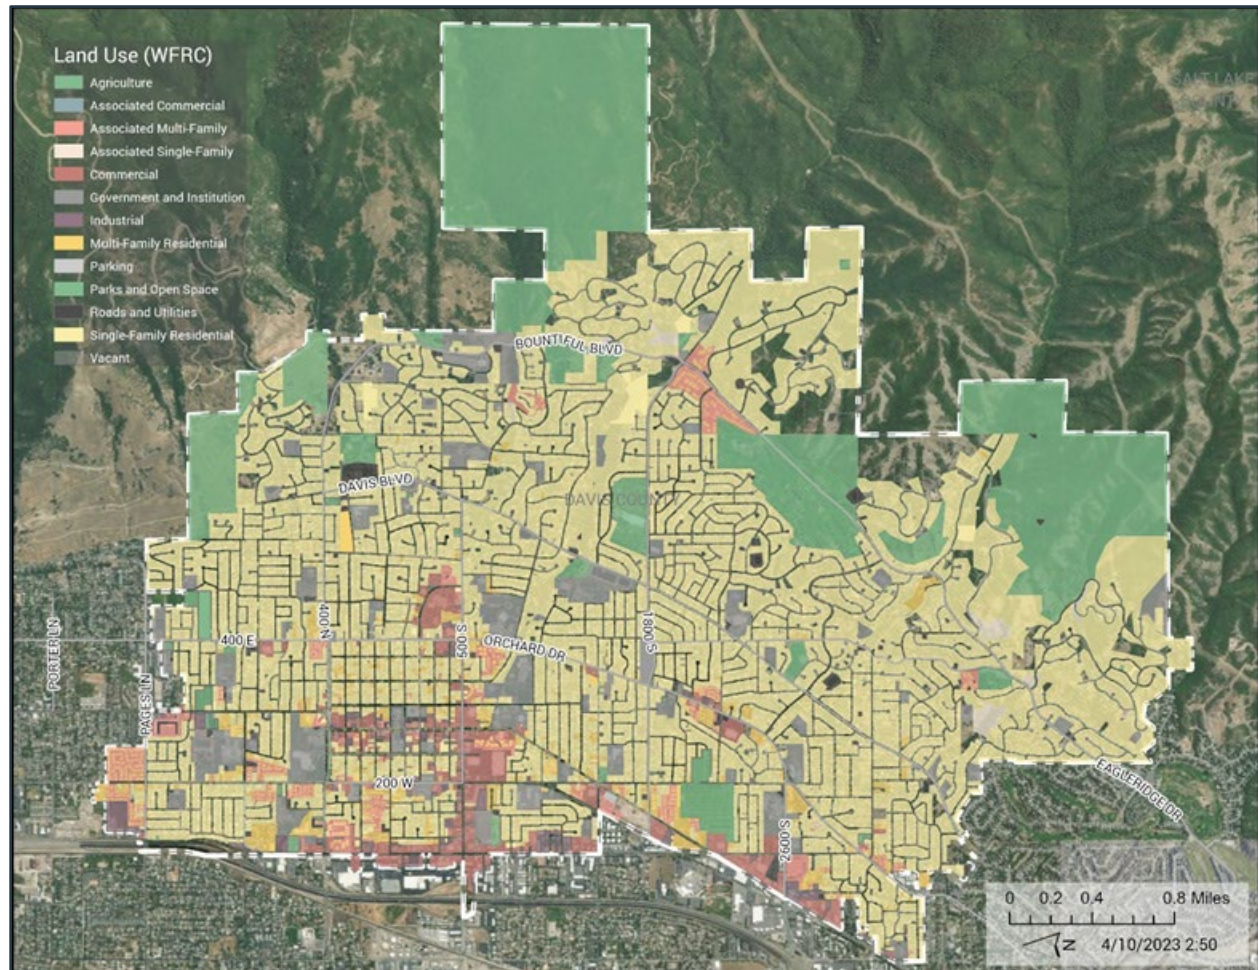 Land Use (WFRC)
Agriculture
Associated Commercial
Associated Multi-Family
Associated Single-Family
Commercial
Government and Institution
Industrial
Multi-Family Residential
Parking
Parks and Open Space
Roads and Utilities
Single-Family Residential
Vacant
SALT LAKE
COUNTY
BOUNTIFUL BLVD
DAVIS BLVD
DAVIS COUNTY
PORTER LN
400 E
400 N
500 S
ORCHARD DR
1800 S
PAGES LN
200 W
2600 S
EAGLERIDGE DR
0 0.2 0.4 0.8 Miles
N 4/10/2023 2:50